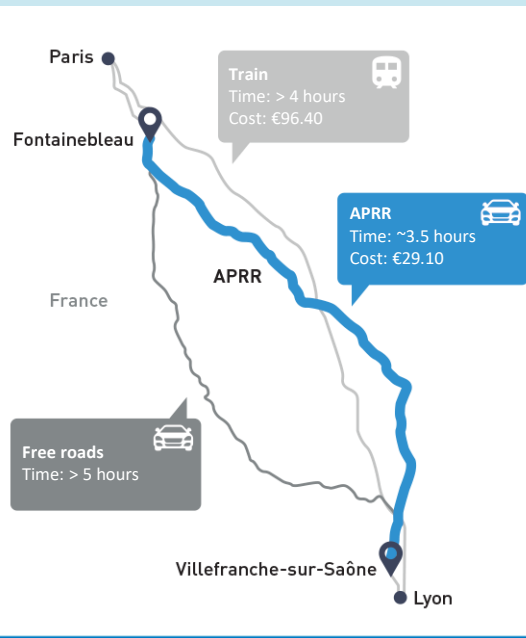 Paris
Train
Time: > 4 hours
Cost: €96.40
Fontainebleau
APRR
Time: ~3.5 hours
Cost: €29.10
APRR
France
Free roads
Time: > 5 hours
Villefranche-sur-Saône
Lyon